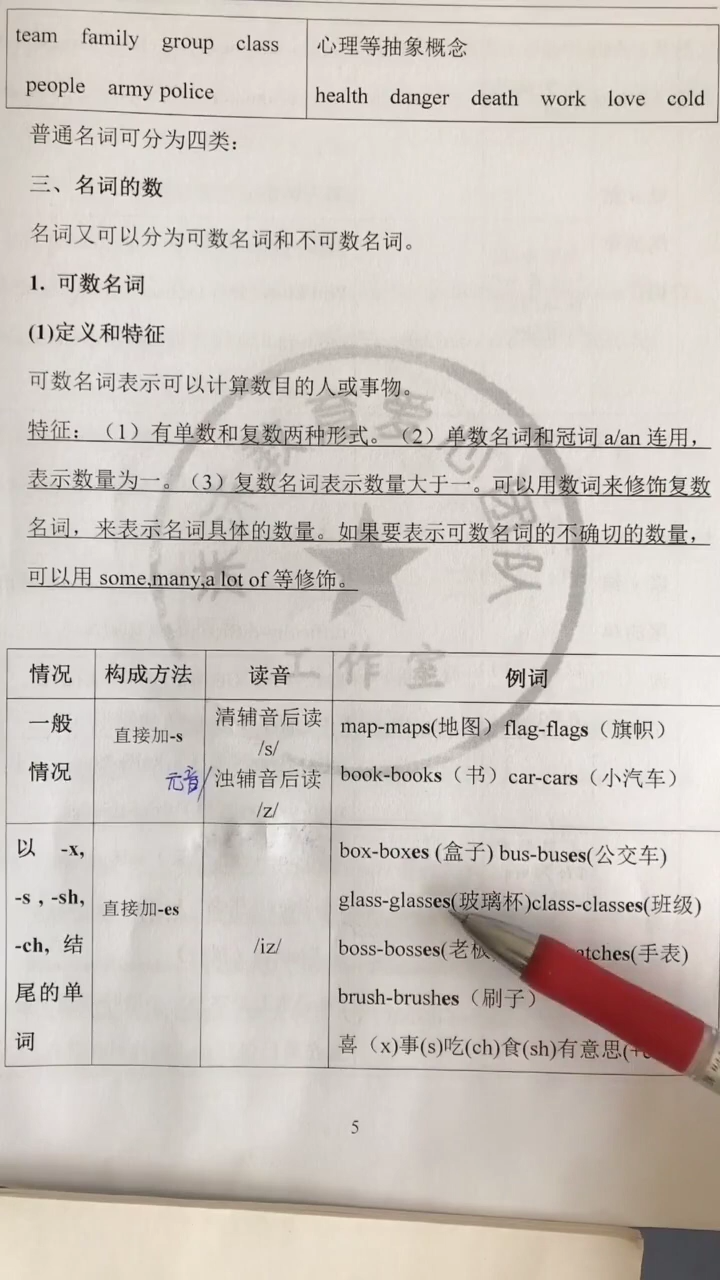 team family group class
people army police
心理等抽象概念
health danger death work love cold
普通名词可分为四类：
三、名词的数
名词又可以分为可数名词和不可数名词。
1. 可数名词
(1)定义和特征
可数名词表示可以计算数目的人或事物。
特征：（1）有单数和复数两种形式。（2）单数名词和冠词 a/an 连用，
表示数量为一。（3）复数名词表示数量大于一。可以用数词来修饰复数
名词，来表示名词具体的数量。如果要表示可数名词的不确切的数量，
可以用 some,many,a lot of 等修饰。
情况 构成方法 读音 例词
一般
情况
直接加-s
清辅音后读
/s/
元音/浊辅音后读
/z/
map-maps(地图）flag-flags（旗帜）
book-books（书）car-cars（小汽车）
以 -x,
-s , -sh,
-ch, 结
尾的单
词
直接加-es
/iz/
box-boxes (盒子) bus-buses(公交车)
glass-glasses(玻璃杯)class-classes(班级)
boss-bosses(老板 atches(手表)
brush-brushes（刷子）
喜（x)事(s)吃(ch)食(sh)有意思(+
教育爱心团队
工作室
5